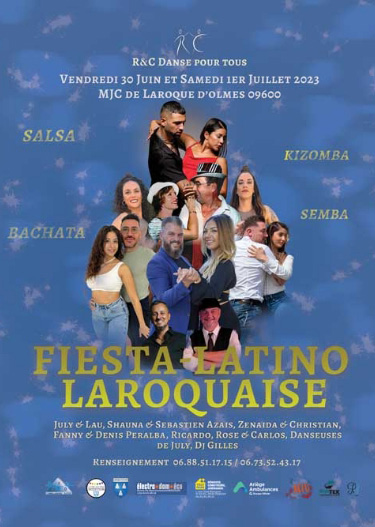 R&C Danse pour tous
Vendredi 30 Juin et Samedi 1er Juillet 2023
MJC de Laroque d'olmes 09600
Salsa
Kizomba
Semba
Bachata
Fiesta-Latino
Laroquaise
July & Lau, Shauna & Sebastien Azais, Zenaida & Christian,
Fanny & Denis Peralba, Ricardo, Rose & Carlos, Danseuses
de July, Dj Gilles
Renseignement 06.88.51.17.15 / 06.73.52.43.17
Ariège
Ambulances